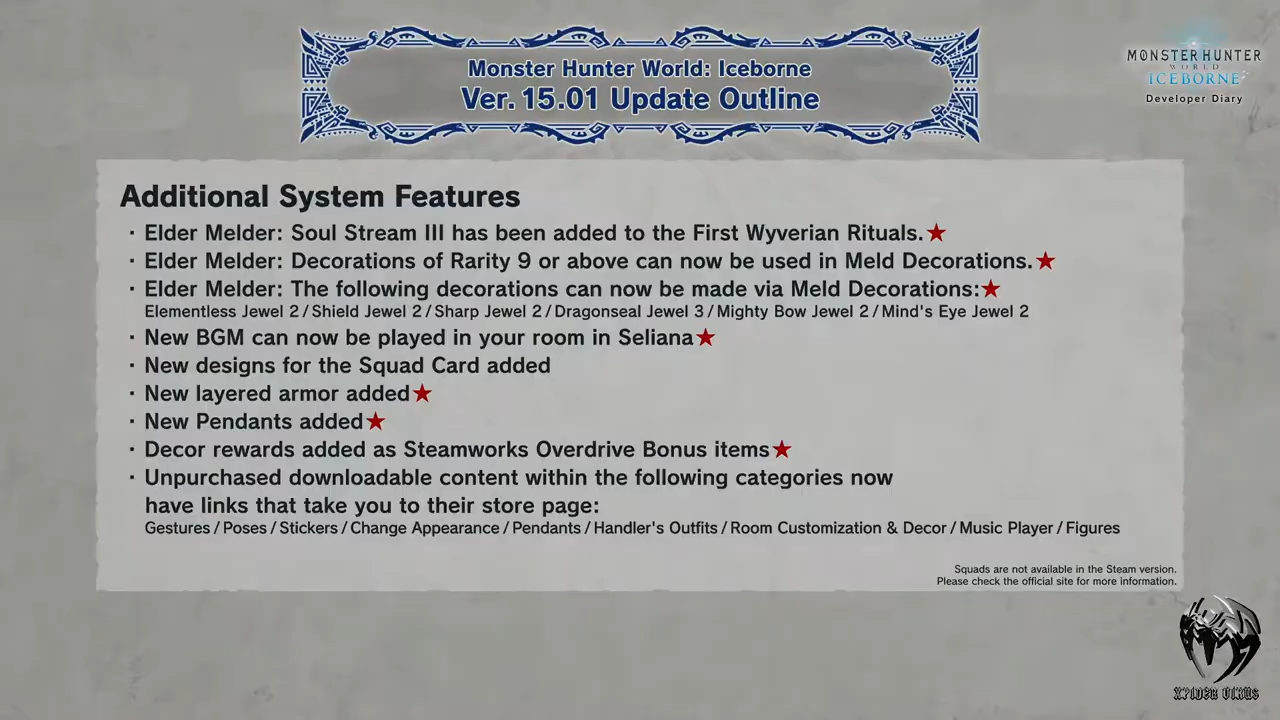 Monster Hunter World: Iceborne
Ver. 15.01 Update Outline
MONSTER HUNTER
WORLD
ICEBORNE
Developer Diary
Additional System Features
· Elder Melder: Soul Stream III has been added to the First Wyverian Rituals.★
· Elder Melder: Decorations of Rarity 9 or above can now be used in Meld Decorations.★
· Elder Melder: The following decorations can now be made via Meld Decorations:★
Elementless Jewel 2 / Shield Jewel 2 / Sharp Jewel 2 / Dragonseal Jewel 3 / Mighty Bow Jewel 2 / Mind's Eye Jewel 2
· New BGM can now be played in your room in Seliana★
· New designs for the Squad Card added
· New layered armor added★
· New Pendants added★
· Decor rewards added as Steamworks Overdrive Bonus items★
· Unpurchased downloadable content within the following categories now
have links that take you to their store page:
Gestures / Poses / Stickers / Change Appearance / Pendants / Handler's Outfits / Room Customization & Decor / Music Player / Figures
Squads are not available in the Steam version.
Please check the official site for more information.
XPIDER VIRUS